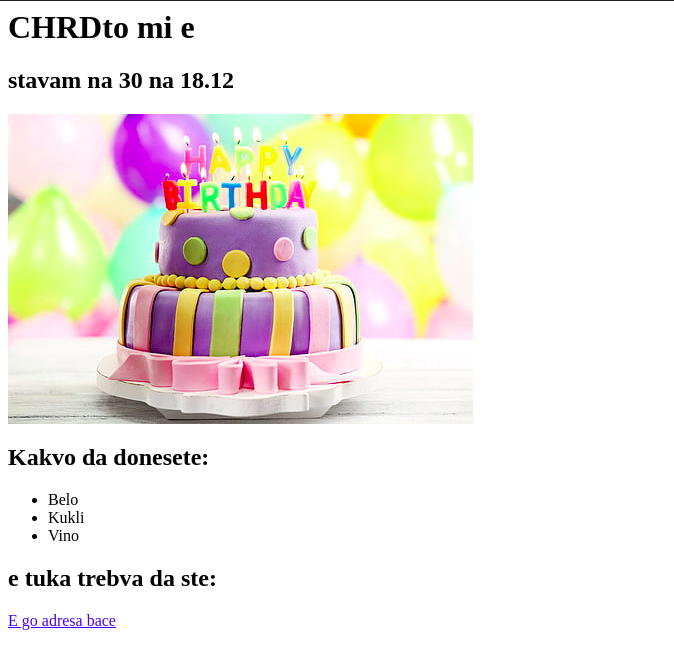 CHRDto mi e
stavam na 30 na 18.12
HAPPY
BIRTHDAY
Kakvo da donesete:
Belo
Kukli
Vino
e tuka trebva da ste:
E go adresa bace